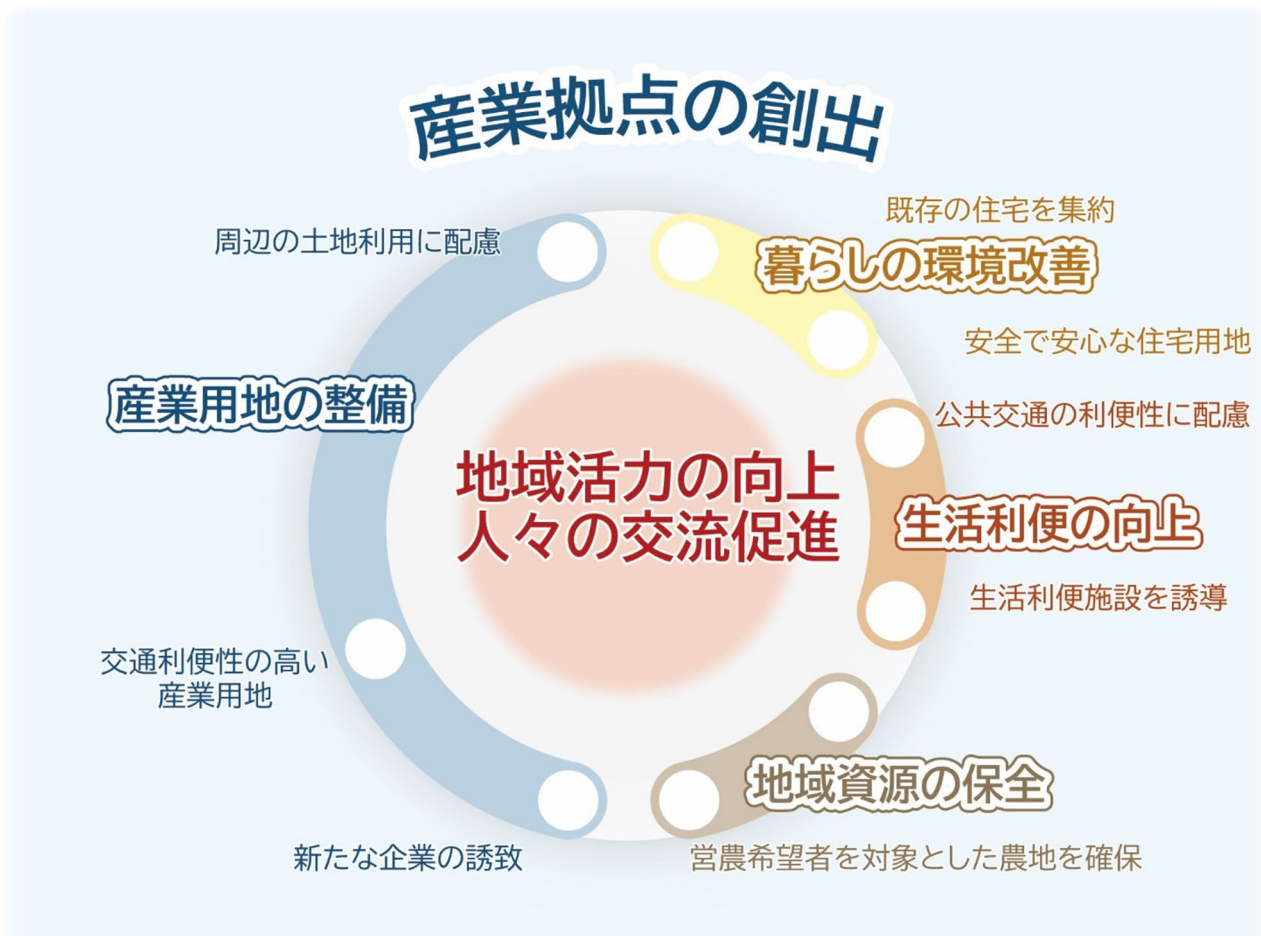 産業拠点の創出
周辺の土地利用に配慮
産業用地の整備
交通利便性の高い
産業用地
新たな企業の誘致
地域活力の向上
人々の交流促進
既存の住宅を集約
暮らしの環境改善
安全で安心な住宅用地
公共交通の利便性に配慮
生活利便の向上
生活利便施設を誘導
地域資源の保全
営農希望者を対象とした農地を確保